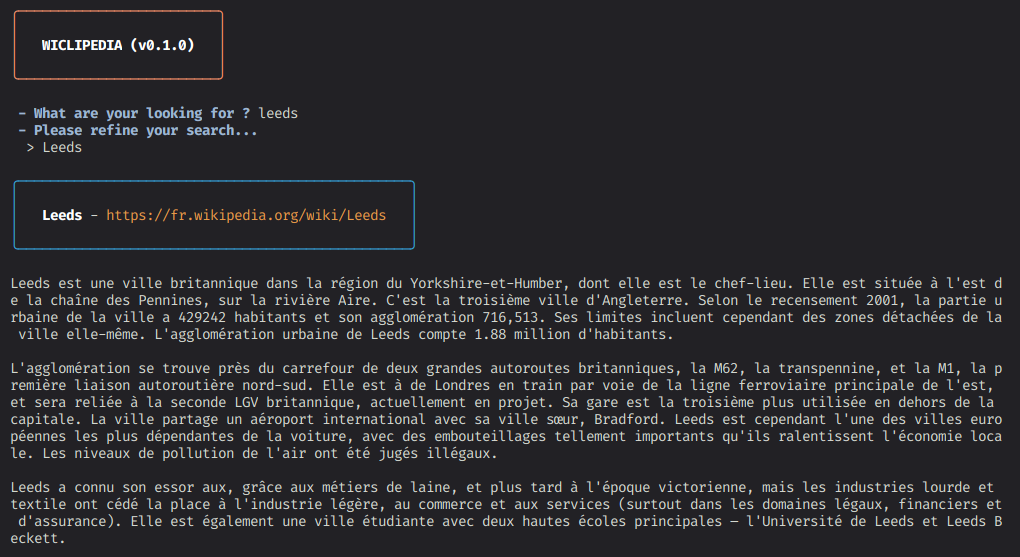 WICLIPEDIA (v0.1.0)
- What are your looking for ? leeds
- Please refine your search...
> Leeds
Leeds - https://fr.wikipedia.org/wiki/Leeds
Leeds est une ville britannique dans la région du Yorkshire-et-Humber, dont elle est le chef-lieu. Elle est située à l'est d
e la chaîne des Pennines, sur la rivière Aire. C'est la troisième ville d'Angleterre. Selon le recensement 2001, la partie u
rbaine de la ville a 429242 habitants et son agglomération 716,513. Ses limites incluent cependant des zones détachées de la
ville elle-même. L'agglomération urbaine de Leeds compte 1.88 million d'habitants.
L'agglomération se trouve près du carrefour de deux grandes autoroutes britanniques, la M62, la transpennine, et la M1, la p
remière liaison autoroutière nord-sud. Elle est à de Londres en train par voie de la ligne ferroviaire principale de l'est,
et sera reliée à la seconde LGV britannique, actuellement en projet. Sa gare est la troisième plus utilisée en dehors de la
capitale. La ville partage un aéroport international avec sa ville sœur, Bradford. Leeds est cependant l'une des villes euro
péennes les plus dépendantes de la voiture, avec des embouteillages tellement importants qu'ils ralentissent l'économie loca
le. Les niveaux de pollution de l'air ont été jugés illégaux.
Leeds a connu son essor aux, grâce aux métiers de laine, et plus tard à l'époque victorienne, mais les industries lourde et
textile ont cédé la place à l'industrie légère, au commerce et aux services (surtout dans les domaines légaux, financiers et
d'assurance). Elle est également une ville étudiante avec deux hautes écoles principales — l'Université de Leeds et Leeds B
eckett.